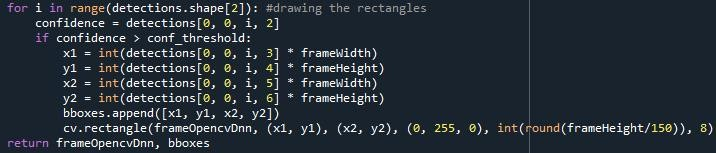 for i in range(detections.shape[2]): #drawing the rectangles
    confidence = detections[0, 0, i, 2]
    if confidence > conf_threshold:
        x1 = int(detections[0, 0, i, 3] * frameWidth)
        y1 = int(detections[0, 0, i, 4] * frameHeight)
        x2 = int(detections[0, 0, i, 5] * frameWidth)
        y2 = int(detections[0, 0, i, 6] * frameHeight)
        bboxes.append([x1, y1, x2, y2])
        cv.rectangle(frameOpencvDnn, (x1, y1), (x2, y2), (0, 255, 0), int(round(frameHeight/150)), 8)
return frameOpencvDnn, bboxes